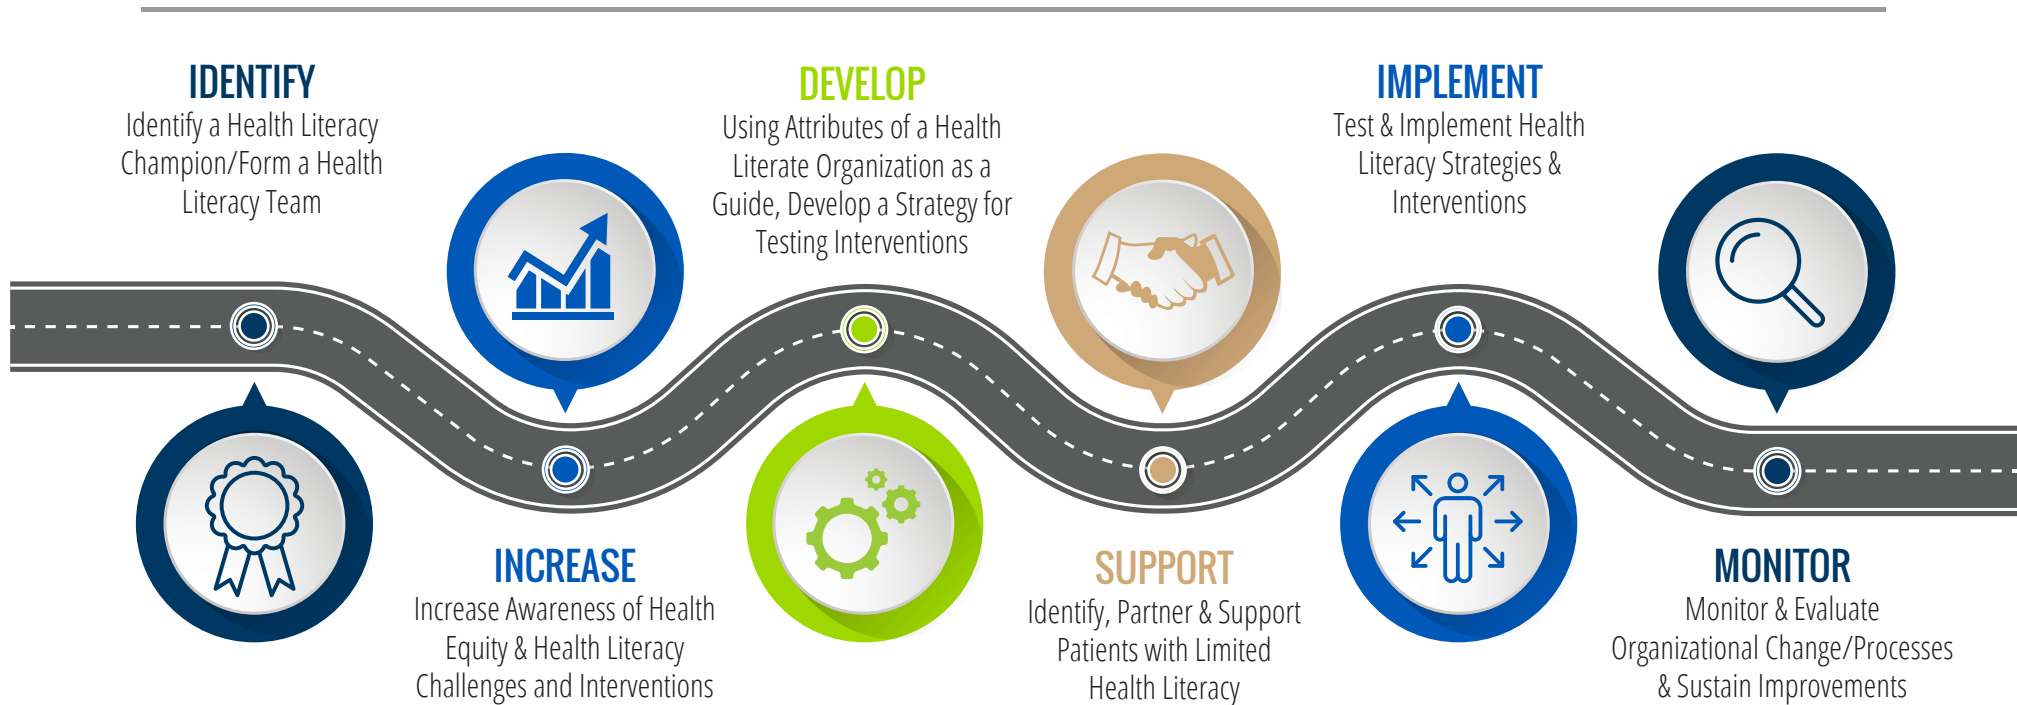 IDENTIFY
Identify a Health Literacy
Champion/Form a Health
Literacy Team
INCREASE
Increase Awareness of Health
Equity & Health Literacy
Challenges and Interventions
DEVELOP
Using Attributes of a Health
Literate Organization as a
Guide, Develop a Strategy for
Testing Interventions
SUPPORT
Identify, Partner & Support
Patients with Limited
Health Literacy
IMPLEMENT
Test & Implement Health
Literacy Strategies &
Interventions
MONITOR
Monitor & Evaluate
Organizational Change/Processes
& Sustain Improvements